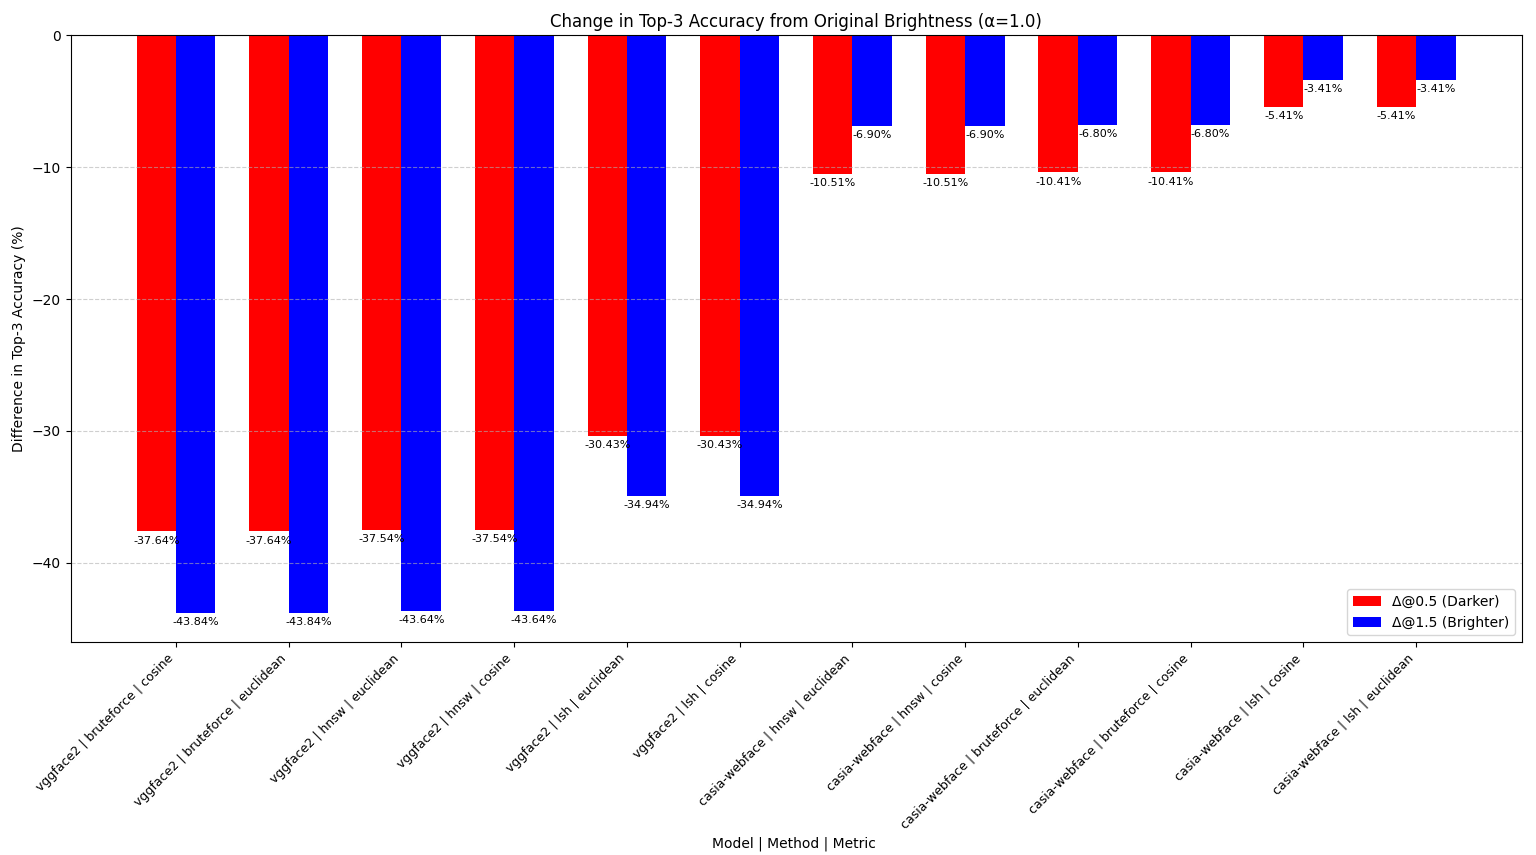 Change in Top-3 Accuracy from Original Brightness (α=1.0)
Difference in Top-3 Accuracy (%)
0
−10
−20
−30
−40
-37.64%
-43.84%
-37.64%
-43.84%
-37.54%
-43.64%
-37.54%
-43.64%
-30.43%
-34.94%
-30.43%
-34.94%
-10.51%
-6.90%
-10.51%
-6.90%
-10.41%
-6.80%
-10.41%
-6.80%
-5.41%
-3.41%
-5.41%
-3.41%
Δ@0.5 (Darker)
Δ@1.5 (Brighter)
vggface2 | bruteforce | cosine
vggface2 | bruteforce | euclidean
vggface2 | hnsw | euclidean
vggface2 | hnsw | cosine
vggface2 | lsh | euclidean
vggface2 | lsh | cosine
casia-webface | hnsw | euclidean
casia-webface | hnsw | cosine
casia-webface | bruteforce | euclidean
casia-webface | bruteforce | cosine
casia-webface | lsh | cosine
casia-webface | lsh | euclidean
Model | Method | Metric